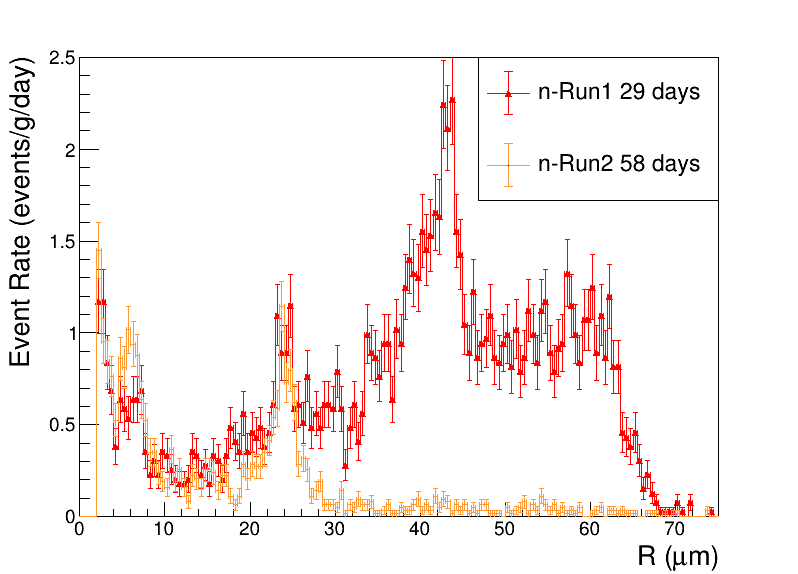 Event Rate (events/g/day)
2.5
2
1.5
1
0.5
0
n-Run1 29 days
n-Run2 58 days
0 10 20 30 40 50 60 70
R (μm)